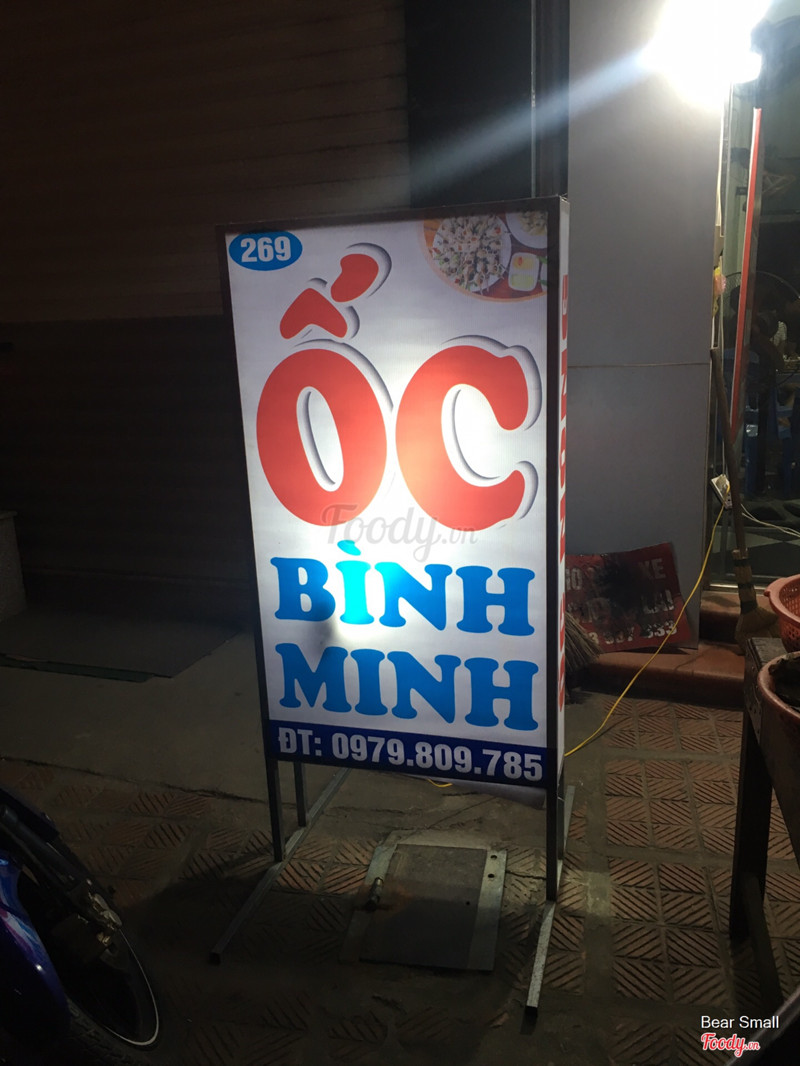 269
ỐC
BÌNH
MINH
ĐT: 0979.809.785
Foody.vn
Bear Small
Foody.vn